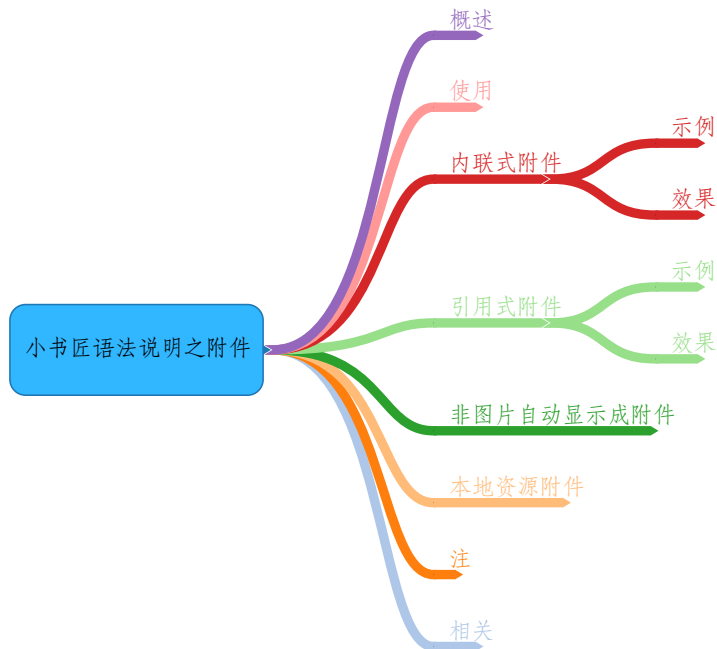 概述
使用
内联式附件
示例
效果
引用式附件
示例
效果
小书匠语法说明之附件
非图片自动显示成附件
本地资源附件
注
相关